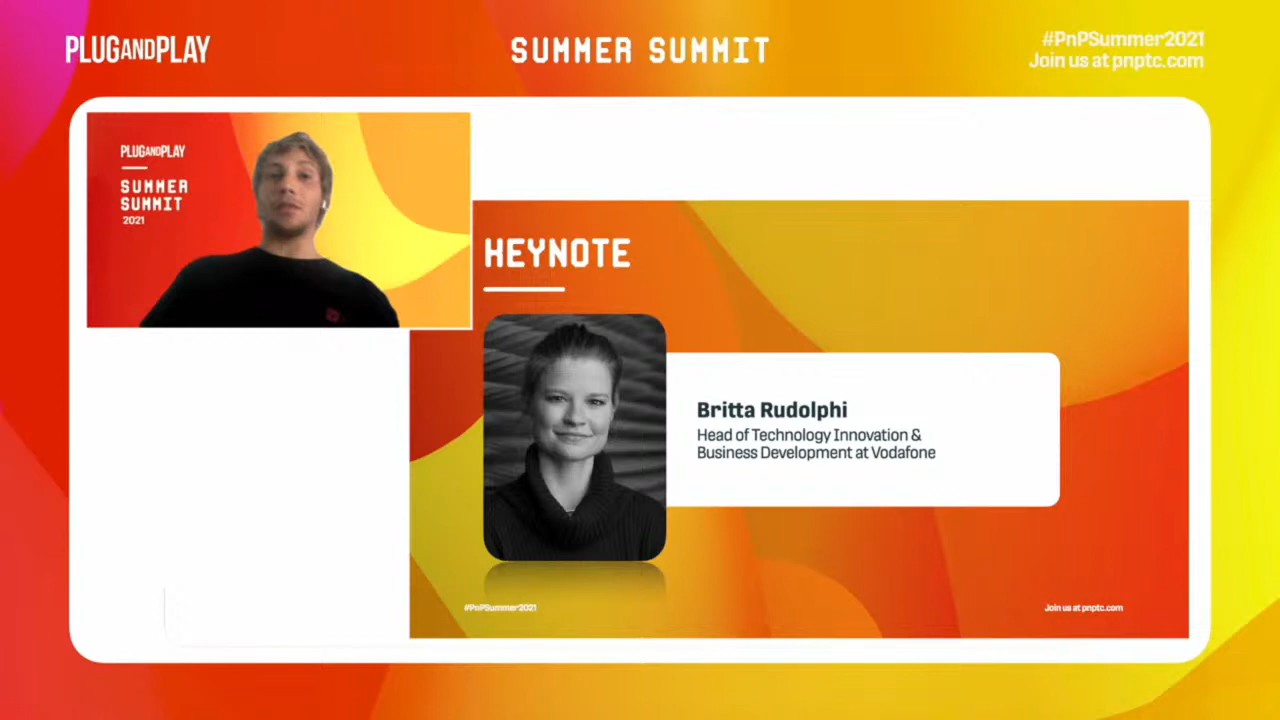 PLUGANDPLAY
SUMMER SUMMIT
#PnPSummer2021
Join us at pnptc.com
PLUGANDPLAY
SUMMER
SUMMIT
2021
HEYNOTE
Britta Rudolphi
Head of Technology Innovation &
Business Development at Vodafone
#PnPSummer2021
Join us at pnptc.com